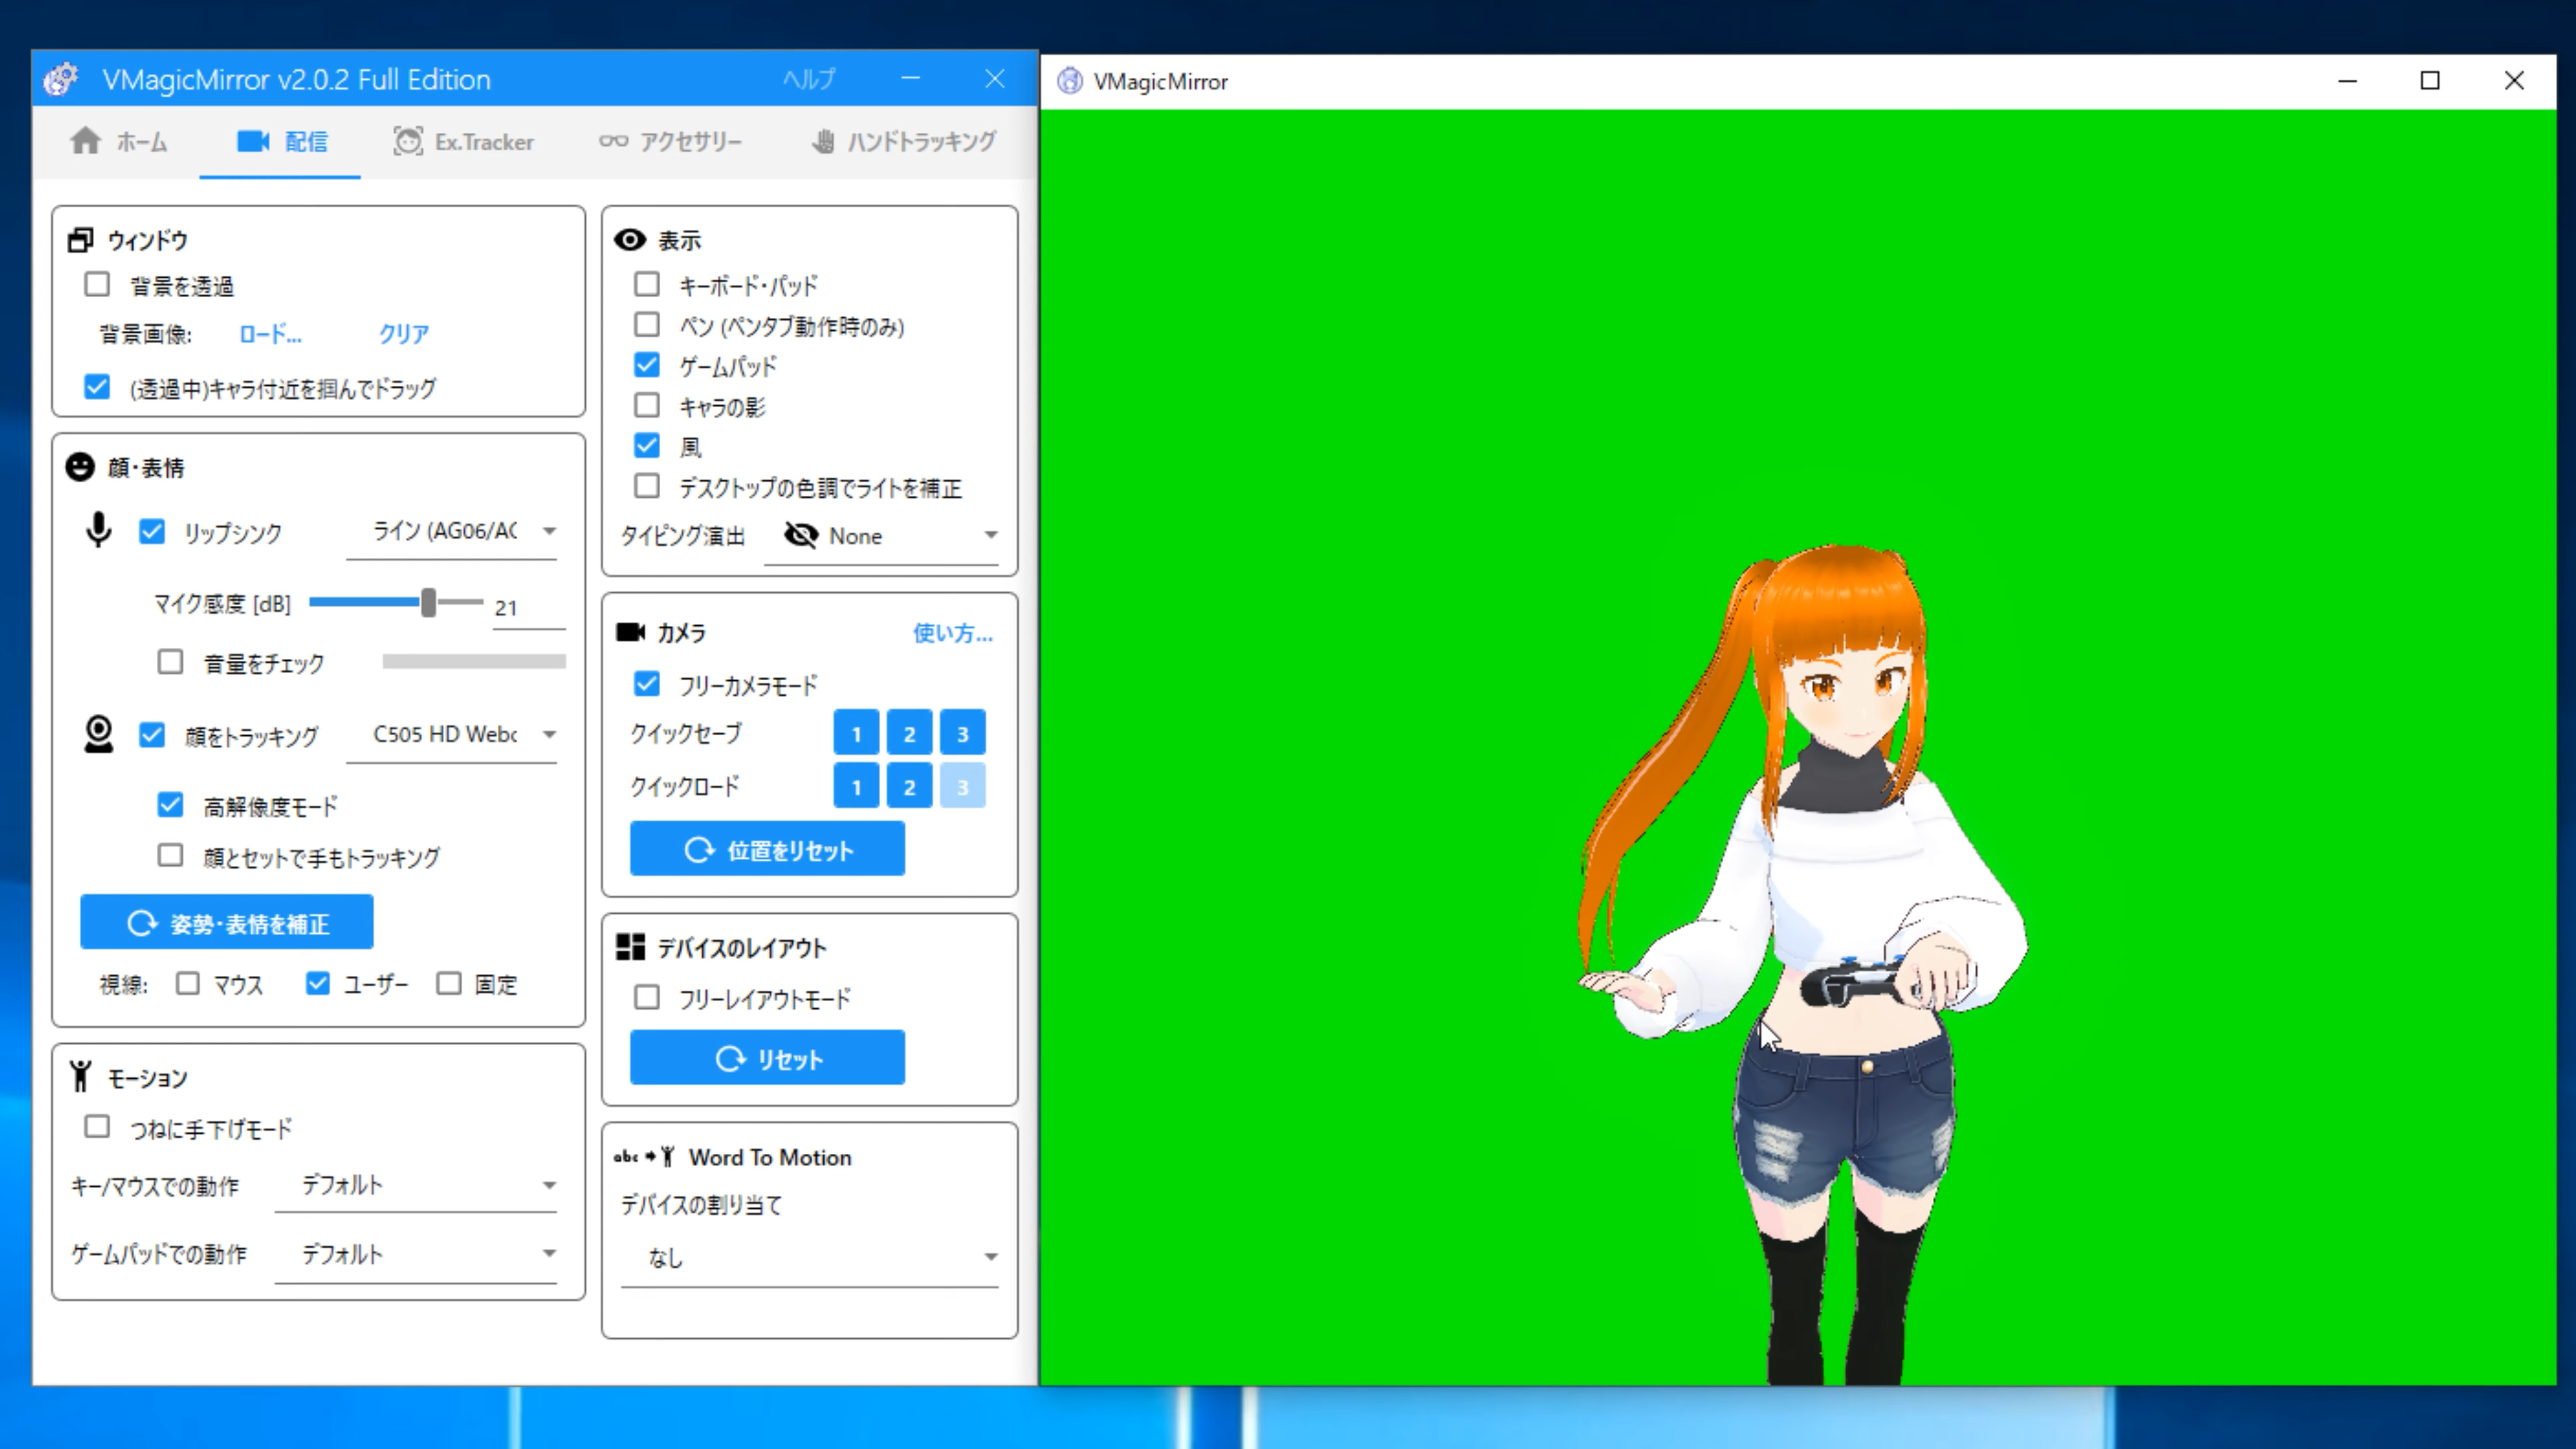 VMagicMirror v2.0.2 Full Edition
ヘルプ
VMagicMirror
ホーム
配信
Ex.Tracker
アクセサリー
ハンドトラッキング
ウィンドウ
背景を透過
背景画像:
ロード...
クリア
(透過中)キャラ付近を掴んでドラッグ
顔・表情
リップシンク
ライン (AG06/AG
マイク感度 [dB]
21
音量をチェック
顔をトラッキング
C505 HD Webc
高解像度モード
顔とセットで手もトラッキング
姿勢・表情を補正
視線:
マウス
ユーザー
固定
モーション
つねに手下げモード
キー/マウスでの動作
デフォルト
ゲームパッドでの動作
デフォルト
表示
キーボード・パッド
ペン (ペンタブ動作時のみ)
ゲームパッド
キャラの影
風
デスクトップの色調でライトを補正
タイピング演出
None
カメラ
使い方...
フリーカメラモード
クイックセーブ
1
2
3
クイックロード
1
2
3
位置をリセット
デバイスのレイアウト
フリーレイアウトモード
リセット
abc
Word To Motion
デバイスの割り当て
なし